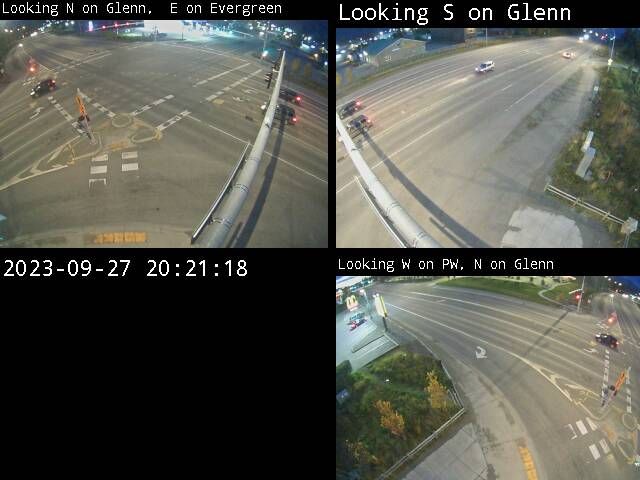 Looking N on Glenn,  E on Evergreen
Looking S on Glenn
2023-09-27 20:21:18
Looking W on PW, N on Glenn